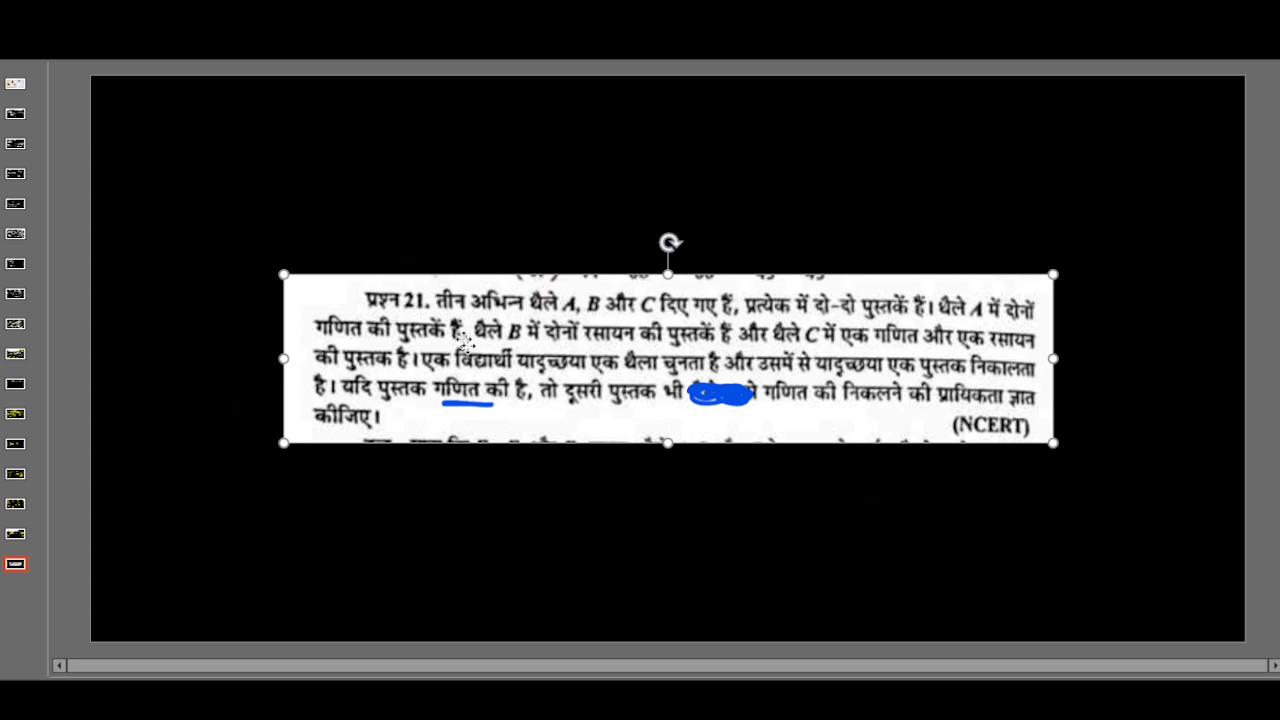 प्रश्न 21. तीन अभिन्न थैले A, B और C दिए गए हैं, प्रत्येक में दो-दो पुस्तकें हैं। थैले A में दोनों
गणित की पुस्तकें हैं, थैले B में दोनों रसायन की पुस्तकें हैं और थैले C में एक गणित और एक रसायन
की पुस्तक है। एक विद्यार्थी यादृच्छया एक थैला चुनता है और उसमें से यादृच्छया एक पुस्तक निकालता
है। यदि पुस्तक गणित की है, तो दूसरी पुस्तक भी गणित की निकलने की प्रायिकता ज्ञात
कीजिए।
(NCERT)